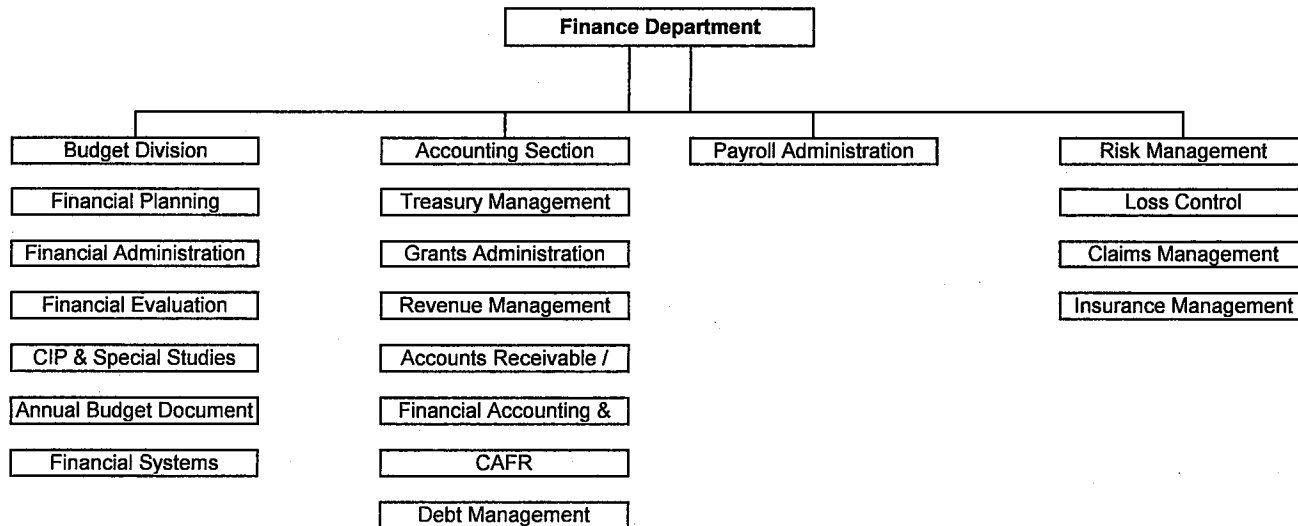 Finance Department
Budget Division
Financial Planning
Financial Administration
Financial Evaluation
CIP & Special Studies
Annual Budget Document
Financial Systems
Accounting Section
Treasury Management
Grants Administration
Revenue Management
Accounts Receivable /
Financial Accounting &
CAFR
Debt Management
Payroll Administration
Risk Management
Loss Control
Claims Management
Insurance Management